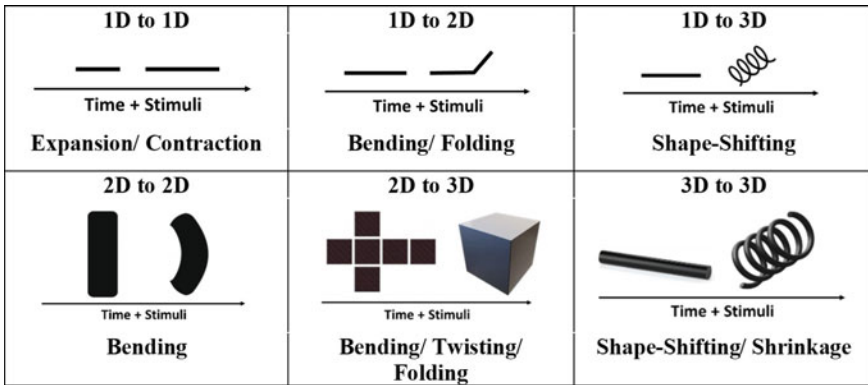 1D to 1D
Time + Stimuli
Expansion/ Contraction
1D to 2D
Time + Stimuli
Bending/ Folding
1D to 3D
Time + Stimuli
Shape-Shifting
2D to 2D
Time + Stimuli
Bending
2D to 3D
Time + Stimuli
Bending/ Twisting/
Folding
3D to 3D
Time + Stimuli
Shape-Shifting/ Shrinkage